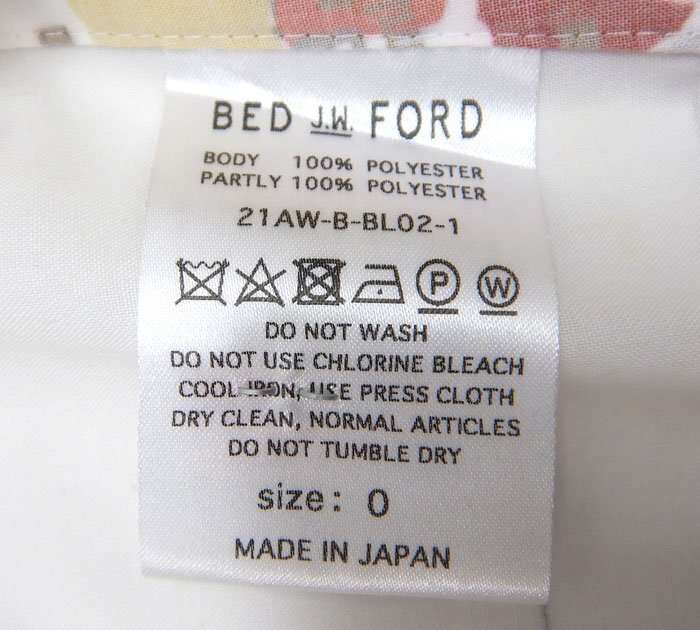 BED J.W. FORD
BODY 100% POLYESTER
PARTLY 100% POLYESTER
21AW-B-BL02-1
P W
DO NOT WASH
DO NOT USE CHLORINE BLEACH
COOL IRON, USE PRESS CLOTH
DRY CLEAN, NORMAL ARTICLES
DO NOT TUMBLE DRY
size: 0
MADE IN JAPAN